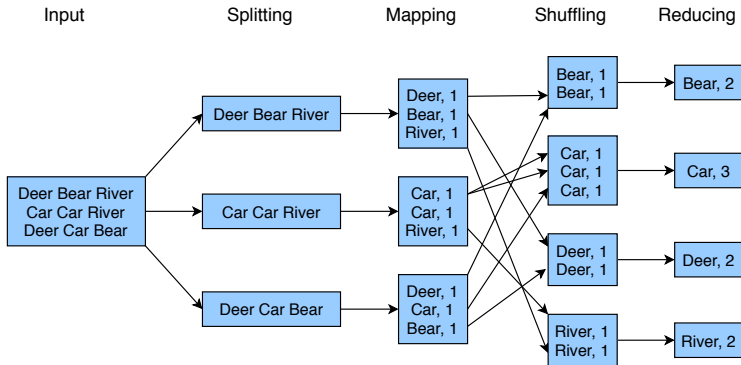 Input
Splitting
Mapping
Shuffling
Reducing
Deer Bear River
Car Car River
Deer Car Bear
Deer Bear River
Car Car River
Deer Car Bear
Deer, 1
Bear, 1
River, 1
Car, 1
Car, 1
River, 1
Deer, 1
Car, 1
Bear, 1
Bear, 1
Bear, 1
Car, 1
Car, 1
Car, 1
Deer, 1
Deer, 1
River, 1
River, 1
Bear, 2
Car, 3
Deer, 2
River, 2